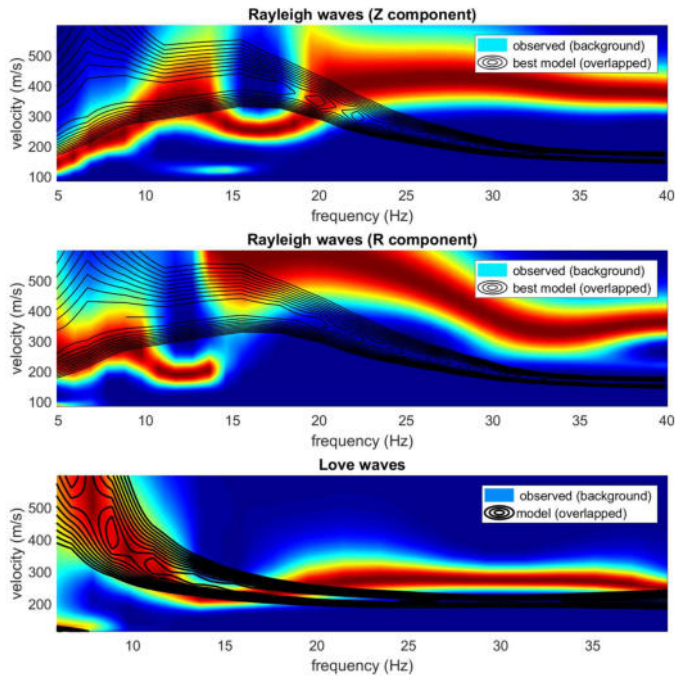 Rayleigh waves (Z component)
500
400
300
200
100
velocity (m/s)
observed (background)
best model (overlapped)
5 10 15 20 25 30 35 40
frequency (Hz)
Rayleigh waves (R component)
500
400
300
200
100
velocity (m/s)
observed (background)
best model (overlapped)
5 10 15 20 25 30 35 40
frequency (Hz)
Love waves
500
400
300
200
velocity (m/s)
observed (background)
model (overlapped)
10 15 20 25 30 35
frequency (Hz)